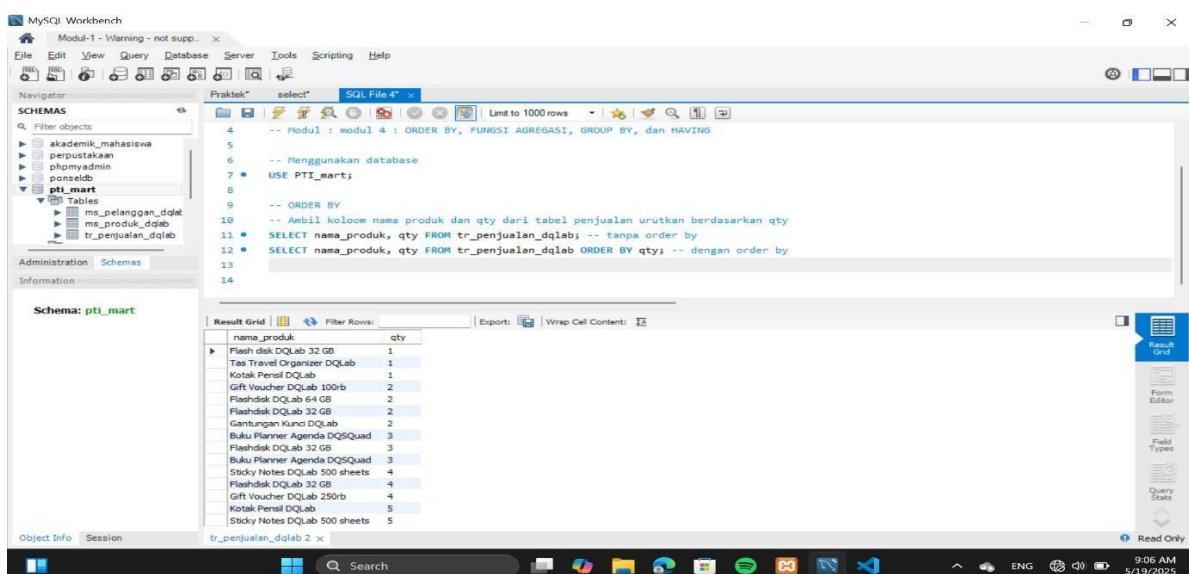 MySQL Workbench
Modul-1 - Warning - not supp...
File Edit View Query Database Server Tools Scripting Help
Navigator
SCHEMAS
Filter objects
akademik_mahasiswa
perpustakaan
phpmyadmin
ponseldb
pti_mart
Tables
ms_pelanggan_dqlab
ms_produk_dqlab
tr_penjualan_dqlab
Administration Schemas
Information
Schema: pti_mart
Object Info Session
Praktek* select* SQL File 4*
Limit to 1000 rows
4 -- Modul : modul 4 : ORDER BY, FUNGSI AGREGASI, GROUP BY, dan HAVING
5
6 -- Menggunakan database
7 USE PTI_mart;
8
9 -- ORDER BY
10 -- Ambil koloom nama produk dan qty dari tabel penjualan urutkan berdasarkan qty
11 SELECT nama_produk, qty FROM tr_penjualan_dqlab; -- tanpa order by
12 SELECT nama_produk, qty FROM tr_penjualan_dqlab ORDER BY qty; -- dengan order by
13
14
Result Grid Filter Rows: Export: Wrap Cell Content:
nama_produk qty
Flash disk DQLab 32 GB 1
Tas Travel Organizer DQLab 1
Kotak Pensil DQLab 1
Gift Voucher DQLab 100rb 2
Flashdisk DQLab 64 GB 2
Flashdisk DQLab 32 GB 2
Gantungan Kunci DQLab 2
Buku Planner Agenda DQSQuad 3
Flashdisk DQLab 32 GB 3
Buku Planner Agenda DQSQuad 3
Sticky Notes DQLab 500 sheets 4
Flashdisk DQLab 32 GB 4
Gift Voucher DQLab 250rb 4
Kotak Pensil DQLab 5
Sticky Notes DQLab 500 sheets 5
tr_penjualan_dqlab 2
Result
Grid
Form
Editor
Field
Types
Query
Stats
Read Only
Search
ENG
9:06 AM
5/19/2025